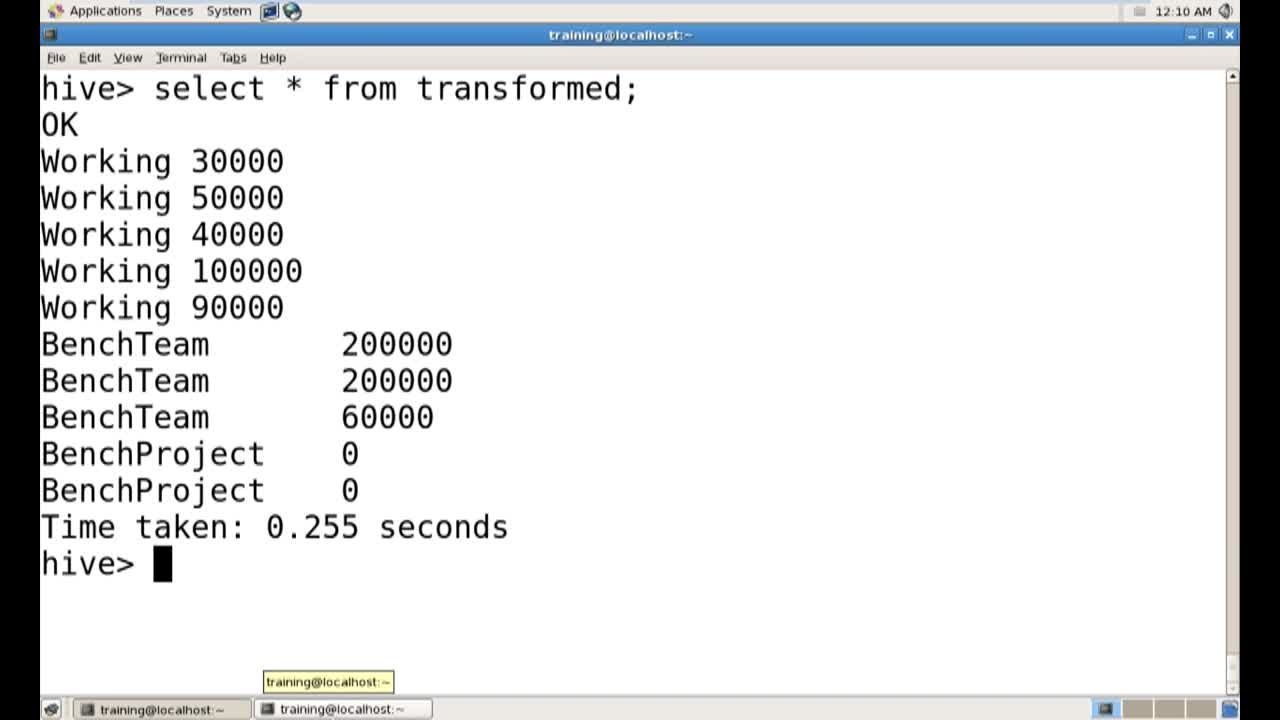 Applications Places System 12:10 AM
training@localhost:~
File Edit View Terminal Tabs Help
hive> select * from transformed;
OK
Working 30000
Working 50000
Working 40000
Working 100000
Working 90000
BenchTeam 200000
BenchTeam 200000
BenchTeam 60000
BenchProject 0
BenchProject 0
Time taken: 0.255 seconds
hive>
training@localhost:~
training@localhost:~ training@localhost:~